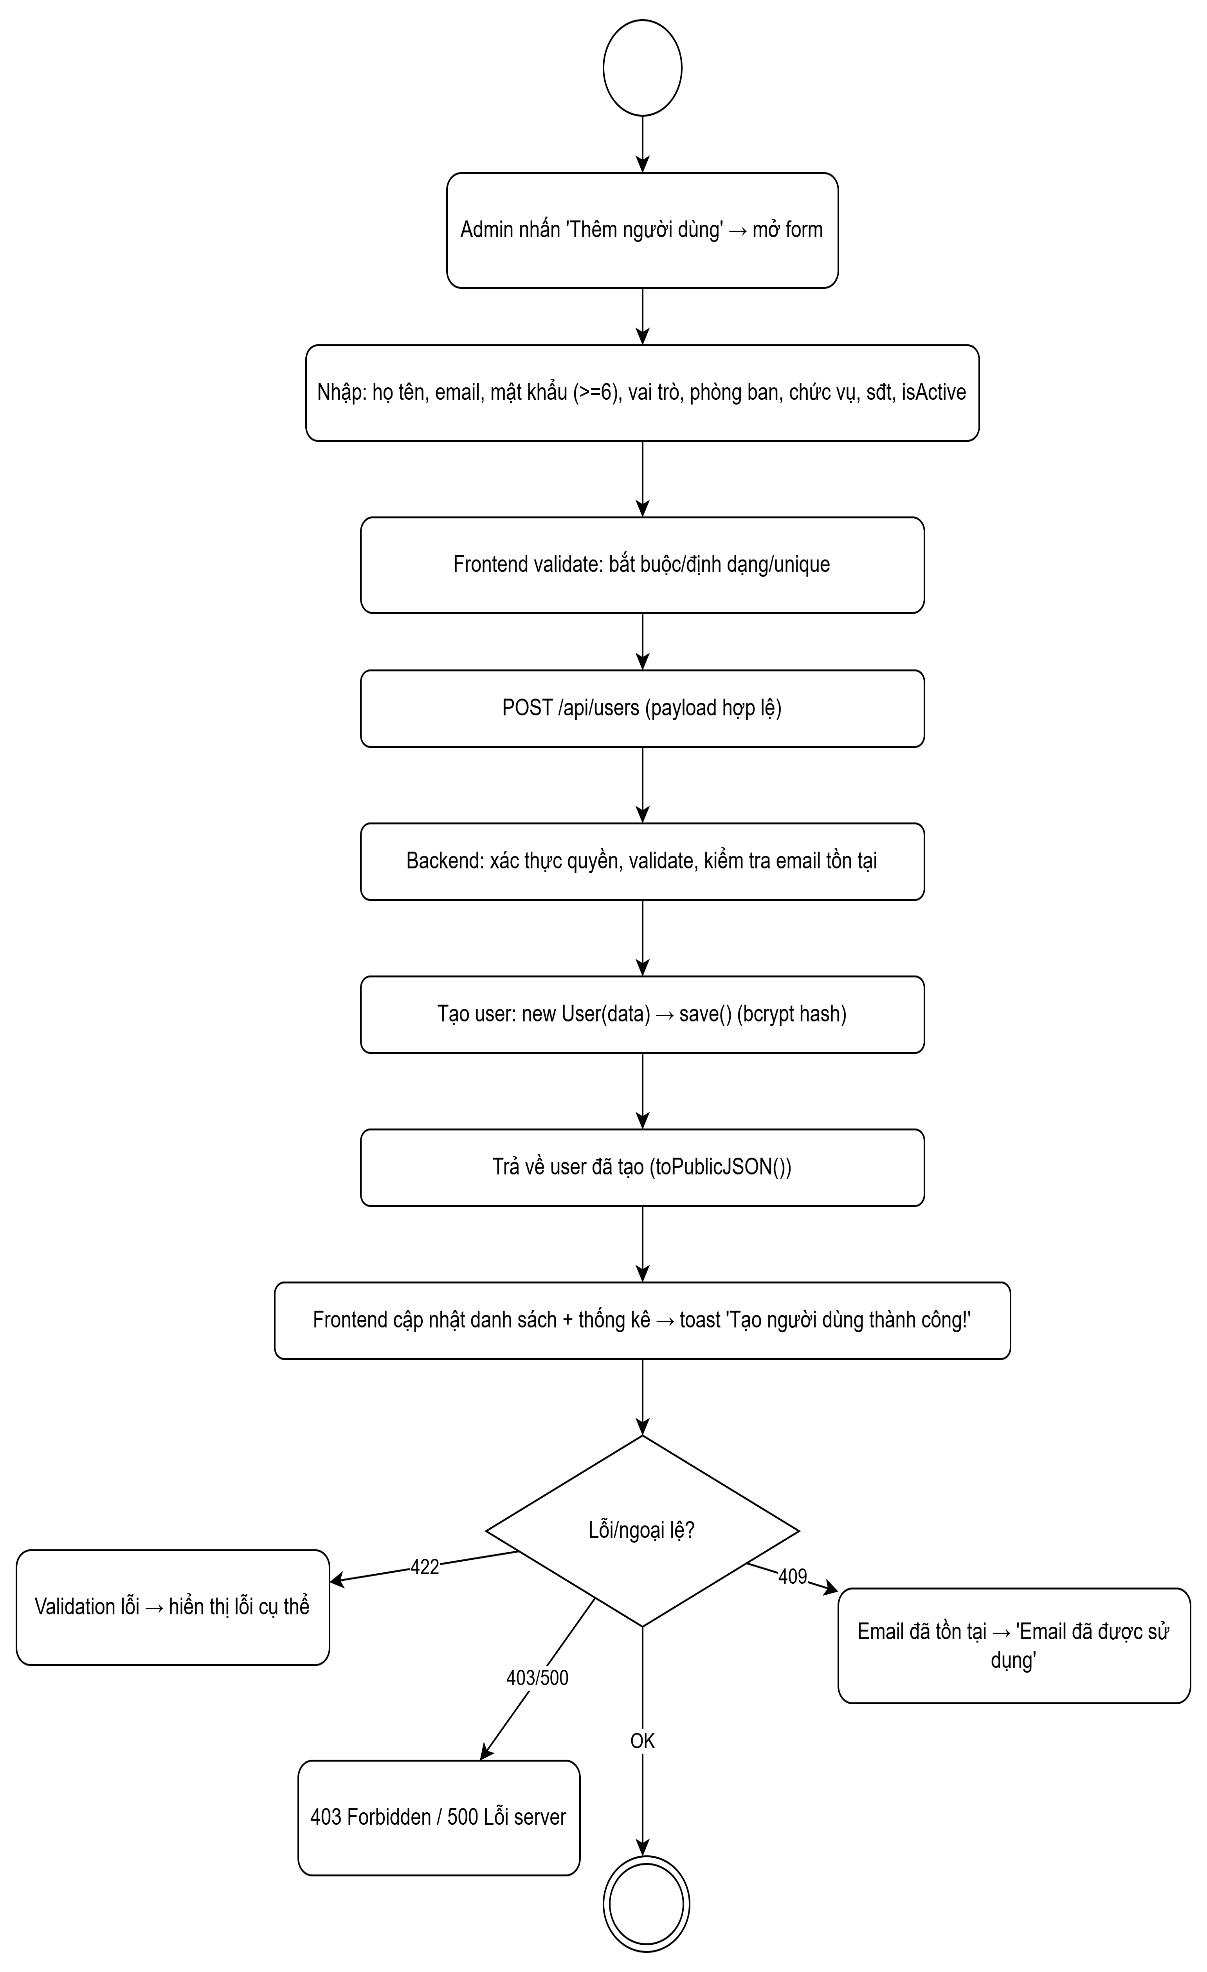 Admin nhấn 'Thêm người dùng' → mở form
Nhập: họ tên, email, mật khẩu (>=6), vai trò, phòng ban, chức vụ, sđt, isActive
Frontend validate: bắt buộc/định dạng/unique
POST /api/users (payload hợp lệ)
Backend: xác thực quyền, validate, kiểm tra email tồn tại
Tạo user: new User(data) → save() (bcrypt hash)
Trả về user đã tạo (toPublicJSON())
Frontend cập nhật danh sách + thống kê → toast 'Tạo người dùng thành công!'
Lỗi/ngoại lệ?
422
409
Validation lỗi → hiển thị lỗi cụ thể
Email đã tồn tại → 'Email đã được sử
dụng'
403/500
OK
403 Forbidden / 500 Lỗi server